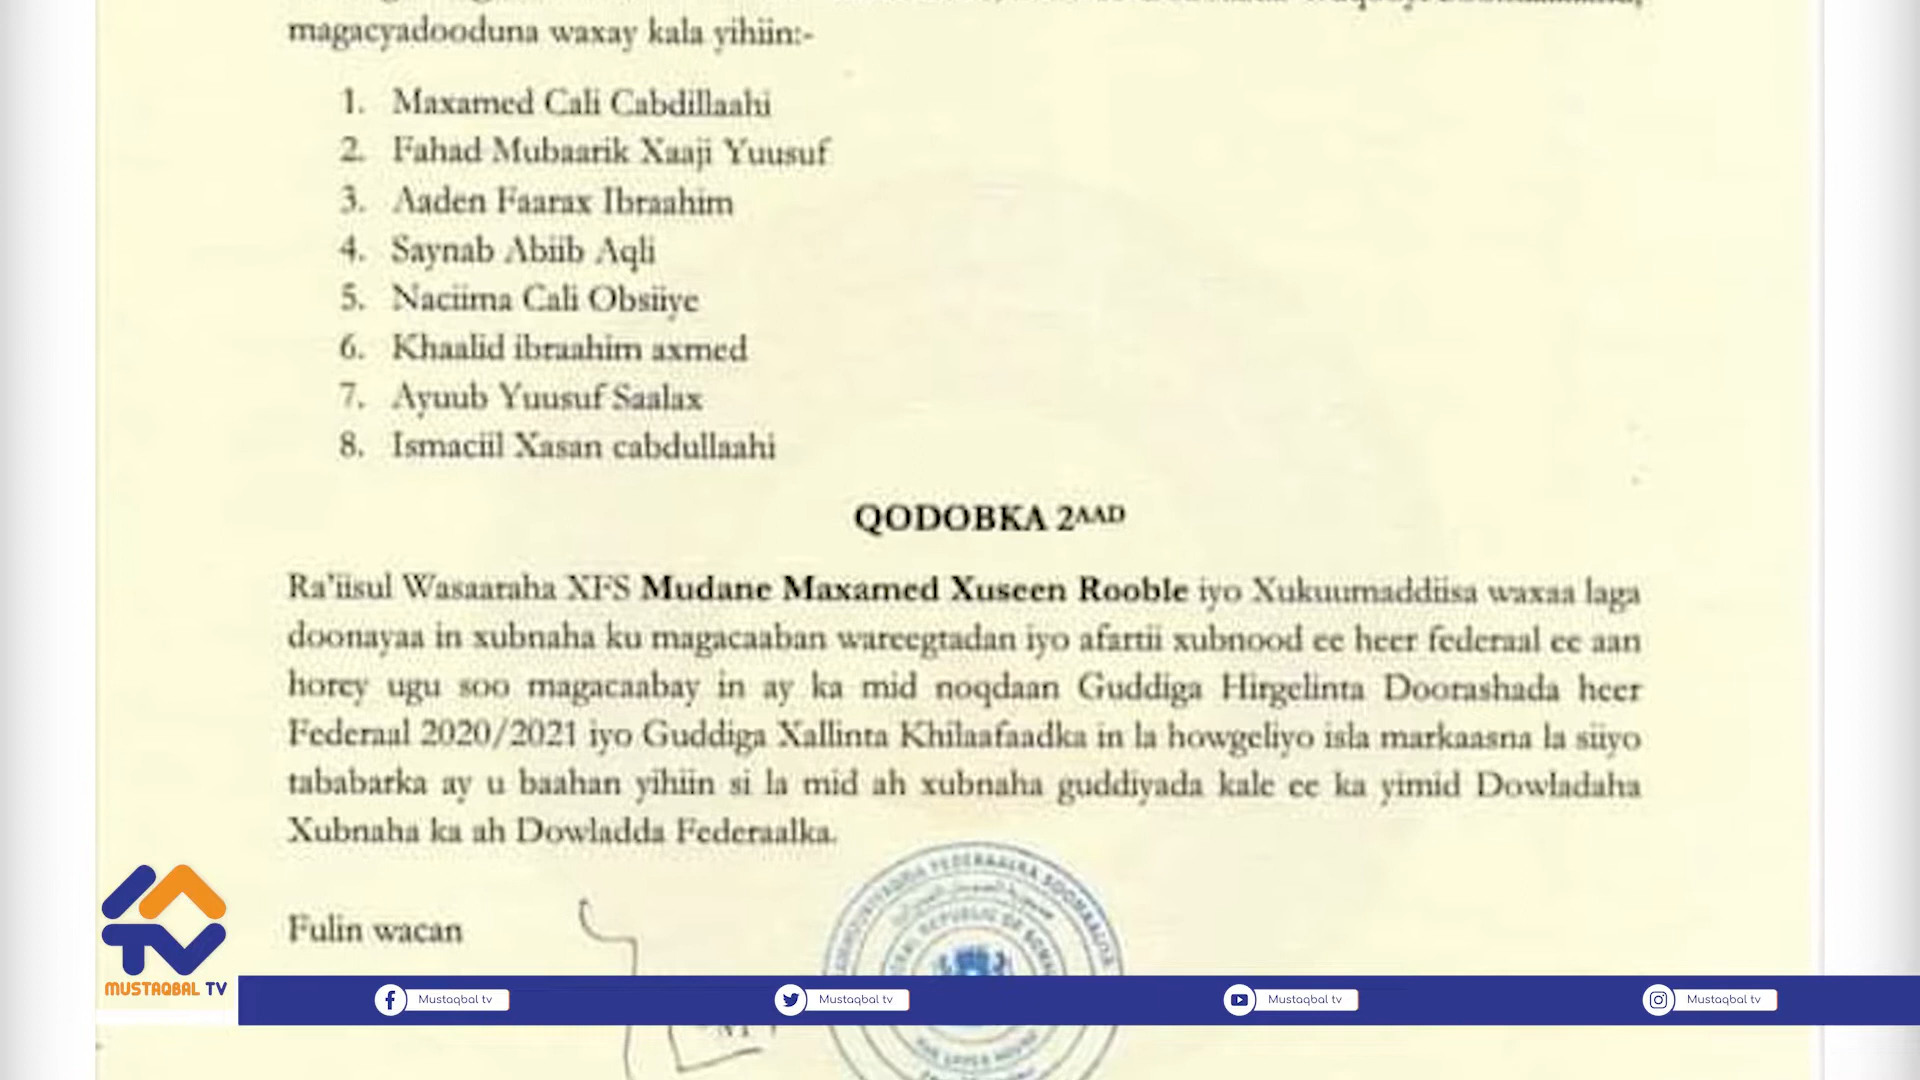 magacyadooduna waxay kala yihiin:-
1. Maxamed Cali Cabdillaahi
2. Fahad Mubaarik Xaaji Yuusuf
3. Aaden Faarax Ibraahim
4. Saynab Abiib Aqli
5. Naciima Cali Obsiiye
6. Khaalid ibraahim axmed
7. Ayuub Yuusuf Saalax
8. Ismaciil Xasan cabdullaahi
QODOBKA 2AAD
Ra'iisul Wasaaraha XFS Mudane Maxamed Xuseen Rooble iyo Xukuumaddiisa waxaa laga
doonayaa in xubnaha ku magacaaban wareegtadan iyo afartii xubnood ee heer federaal ee aan
horey ugu soo magacaabay in ay ka mid noqdaan Guddiga Hirgelinta Doorashada heer
Federaal 2020/2021 iyo Guddiga Xallinta Khilaafaadka in la howgeliyo isla markaasna la siiyo
tababarka ay u baahan yihiin si la mid ah xubnaha guddiyada kale ee ka yimid Dowladaha
Xubnaha ka ah Dowladda Federaalka.
Fulin wacan
FEDERAALKA SOOMAALIYA
REPUBLIC OF
MUSTAQBAL TV
Mustaqbal tv
Mustaqbal tv
Mustaqbal tv
Mustaqbal tv